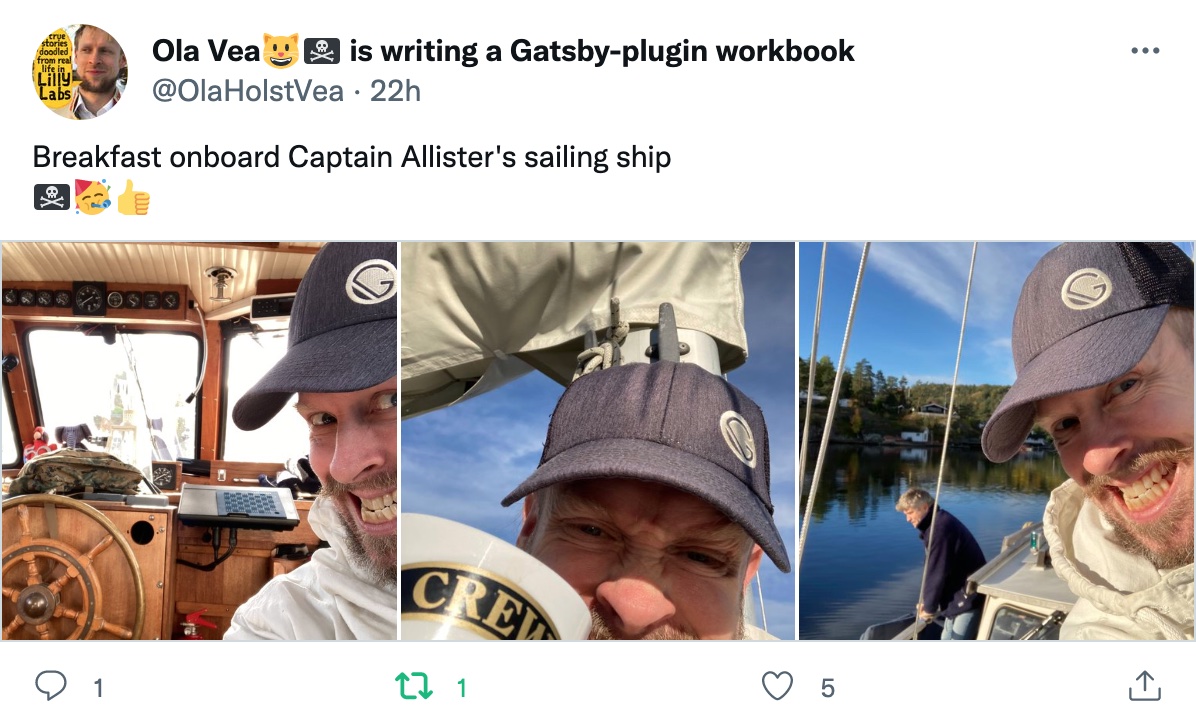 true
stories
doodled
from real
life in
Lilly
Labs
Ola Vea😺🏴‍☠️ is writing a Gatsby-plugin workbook
@OlaHolstVea · 22h
Breakfast onboard Captain Allister's sailing ship
🏴‍☠️🥳👍
CREW
1
1
5